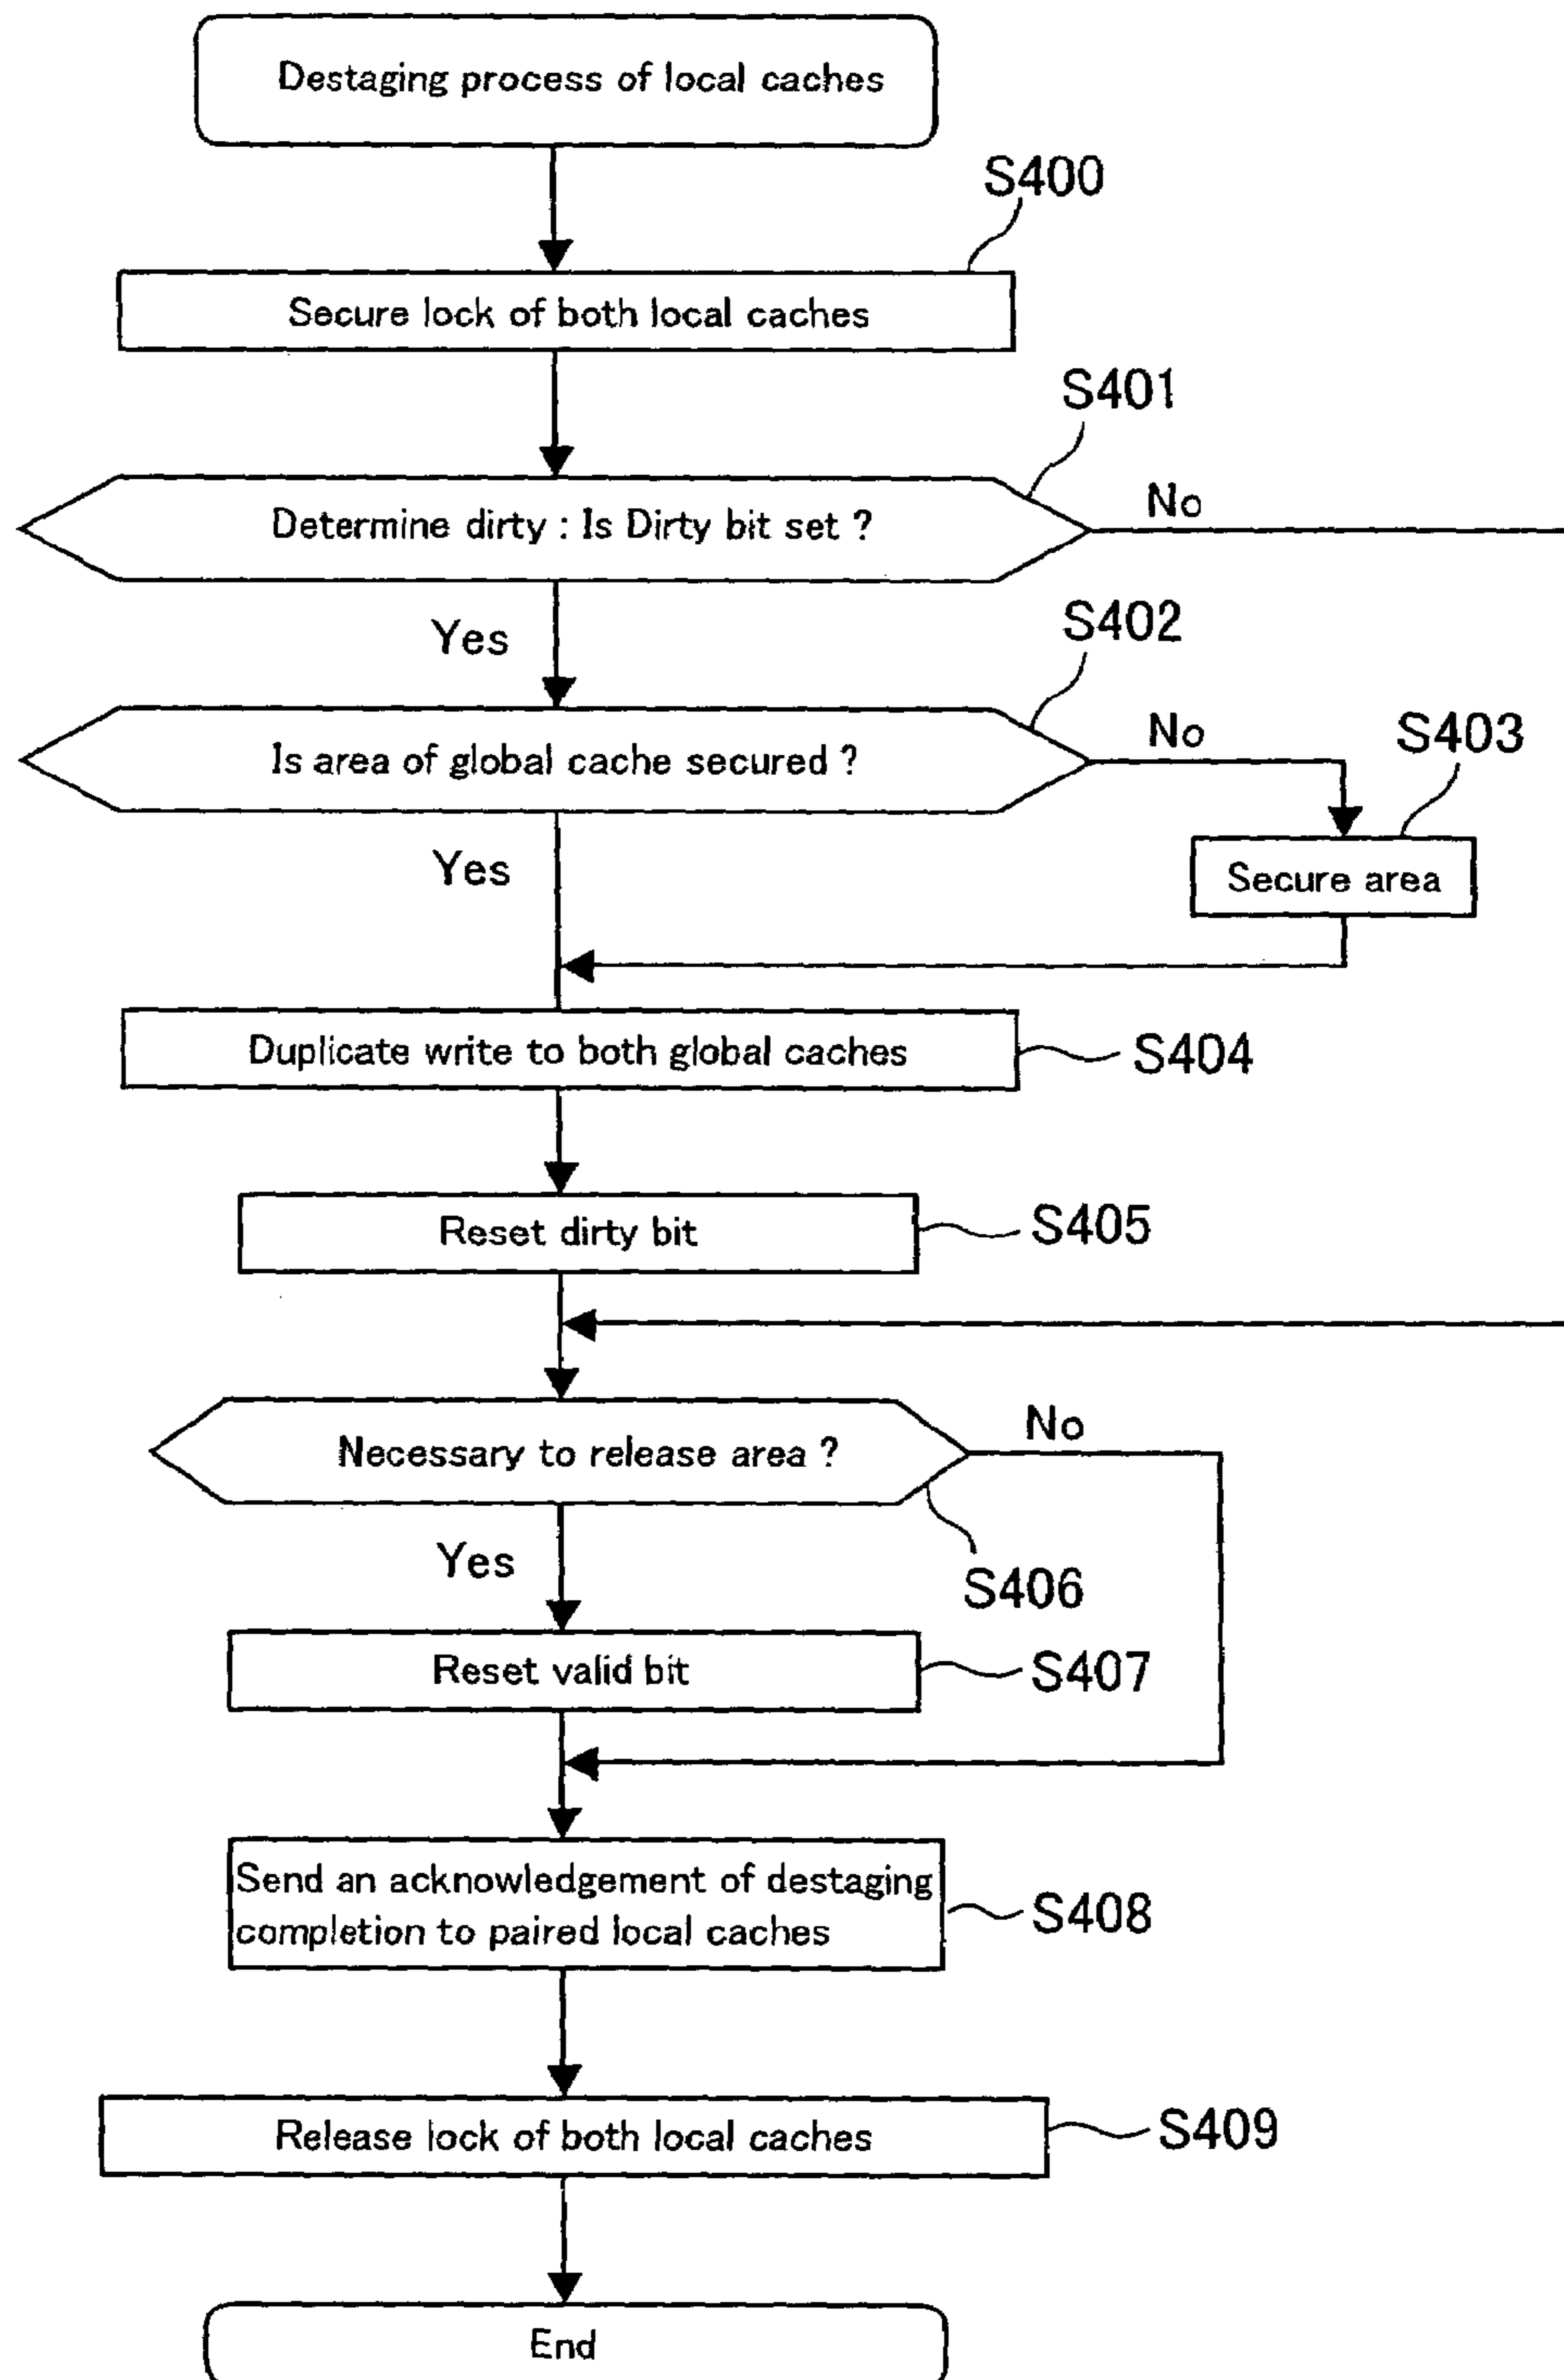 Destaging process of local caches
S400
Secure lock of both local caches
S401
Determine dirty : Is Dirty bit set ?
No
Yes
S402
Is area of global cache secured ?
No
S403
Yes
Secure area
Duplicate write to both global caches
S404
Reset dirty bit
S405
Necessary to release area ?
No
Yes
S406
Reset valid bit
S407
Send an acknowledgement of destaging
completion to paired local caches
S408
Release lock of both local caches
S409
End